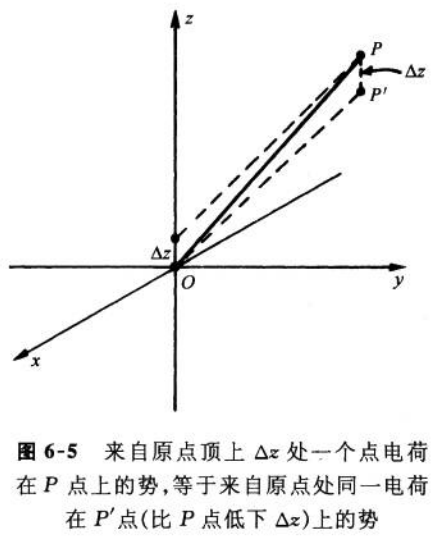 z
P
Δz
P′
Δz
O
y
x
图 6-5 来自原点顶上 Δz 处一个点电荷
在 P 点上的势,等于来自原点处同一电荷
在 P′点(比 P 点低下 Δz)上的势